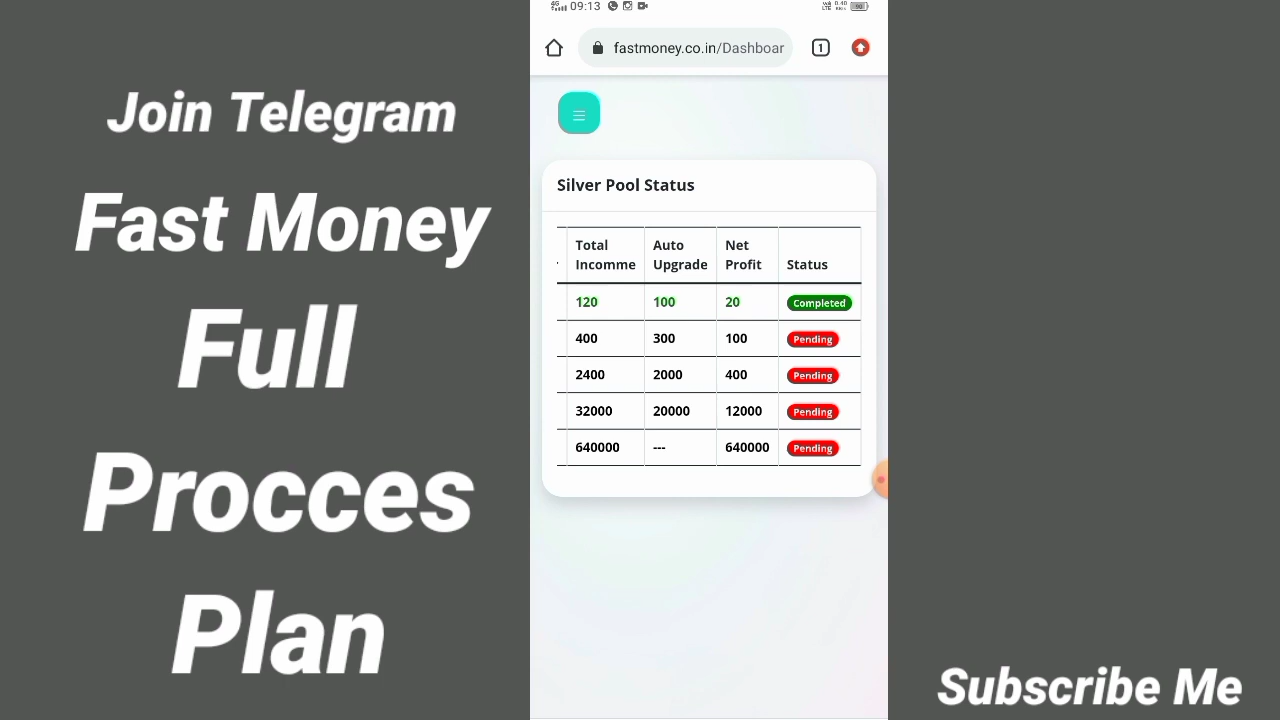 Join Telegram
Fast Money
Full
Procces
Plan
4G 09:13
90
fastmoney.co.in/Dashboar
1
Silver Pool Status
Total Incomme Auto Upgrade Net Profit Status
120 100 20 Completed
400 300 100 Pending
2400 2000 400 Pending
32000 20000 12000 Pending
640000 --- 640000 Pending
Subscribe Me